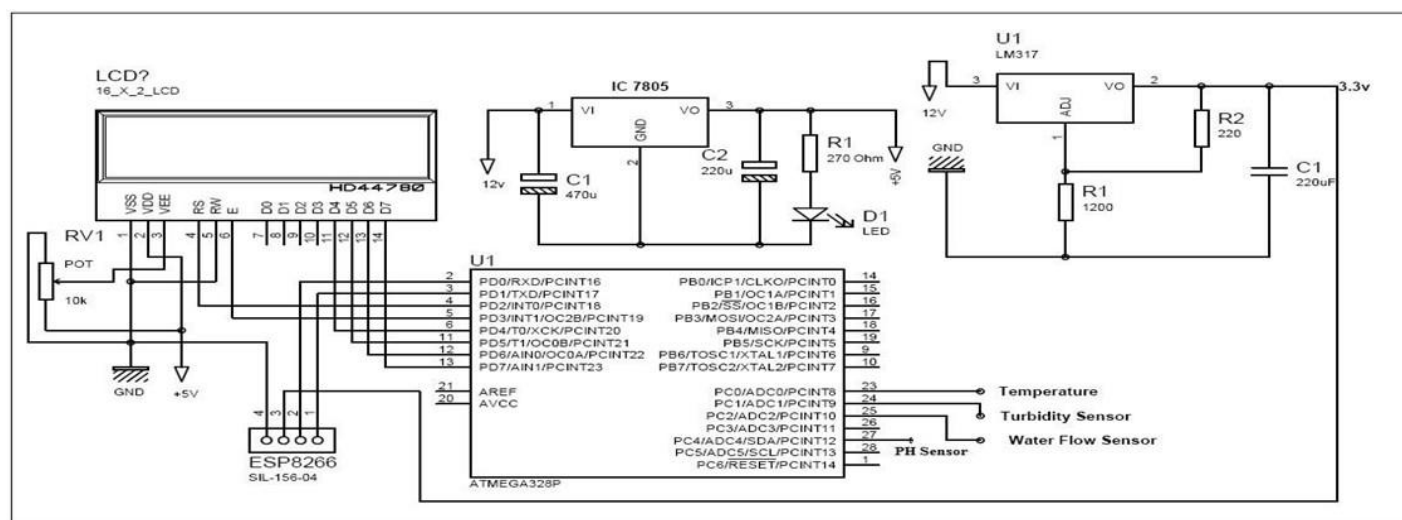 LCD?
16_X_2_LCD
HD44780
VSS
VDD
VEE
RS
RW
E
D0
D1
D2
D3
D4
D5
D6
D7
1
2
3
4
5
6
7
8
9
10
11
12
13
14
RV1
POT
10k
GND
+5V
4
3
2
1
ESP8266
SIL-156-04
IC 7805
1
VI
VO
3
GND
2
12v
C1
470u
C2
220u
R1
270 Ohm
D1
LED
+5V
U1
LM317
3
VI
VO
2
3.3v
ADJ
1
12V
GND
R2
220
R1
1200
C1
220uF
U1
2 PD0/RXD/PCINT16
3 PD1/TXD/PCINT17
4 PD2/INT0/PCINT18
5 PD3/INT1/OC2B/PCINT19
6 PD4/T0/XCK/PCINT20
11 PD5/T1/OC0B/PCINT21
12 PD6/AIN0/OC0A/PCINT22
13 PD7/AIN1/PCINT23
21 AREF
20 AVCC
PB0/ICP1/CLKO/PCINT0 14
PB1/OC1A/PCINT1 15
PB2/SS/OC1B/PCINT2 16
PB3/MOSI/OC2A/PCINT3 17
PB4/MISO/PCINT4 18
PB5/SCK/PCINT5 19
PB6/TOSC1/XTAL1/PCINT6 9
PB7/TOSC2/XTAL2/PCINT7 10
PC0/ADC0/PCINT8 23
PC1/ADC1/PCINT9 24
PC2/ADC2/PCINT10 25
PC3/ADC3/PCINT11 26
PC4/ADC4/SDA/PCINT12 27
PC5/ADC5/SCL/PCINT13 28
PC6/RESET/PCINT14 1
ATMEGA328P
Temperature
Turbidity Sensor
Water Flow Sensor
PH Sensor